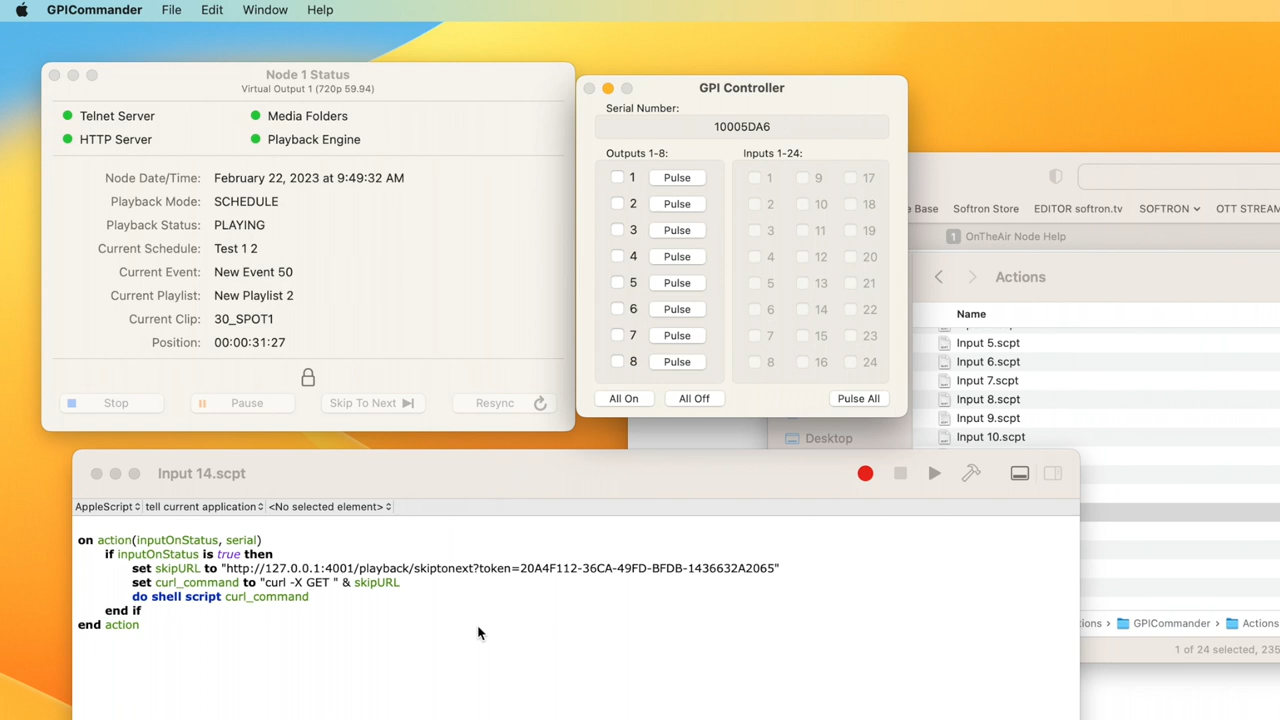 GPICommander File Edit Window Help
Node 1 Status
Virtual Output 1 (720p 59.94)
Telnet Server Media Folders
HTTP Server Playback Engine
Node Date/Time: February 22, 2023 at 9:49:32 AM
Playback Mode: SCHEDULE
Playback Status: PLAYING
Current Schedule: Test 1 2
Current Event: New Event 50
Current Playlist: New Playlist 2
Current Clip: 30_SPOT1
Position: 00:00:31:27
Stop Pause Skip To Next Resync
GPI Controller
Serial Number:
10005DA6
Outputs 1-8: Inputs 1-24:
1 Pulse 1 9 17
2 Pulse 2 10 18
3 Pulse 3 11 19
4 Pulse 4 12 20
5 Pulse 5 13 21
6 Pulse 6 14 22
7 Pulse 7 15 23
8 Pulse 8 16 24
All On All Off Pulse All
e Base Softron Store EDITOR softron.tv SOFTRON OTT STREAM
1 OnTheAir Node Help
Actions
Name
Input 5.scpt
Input 6.scpt
Input 7.scpt
Input 8.scpt
Input 9.scpt
Input 10.scpt
Desktop
tions › GPICommander › Actions
1 of 24 selected, 235
Input 14.scpt
AppleScript tell current application <No selected element>
on action(inputOnStatus, serial)
if inputOnStatus is true then
set skipURL to "http://127.0.0.1:4001/playback/skiptonext?token=20A4F112-36CA-49FD-BFDB-1436632A2065"
set curl_command to "curl -X GET " & skipURL
do shell script curl_command
end if
end action